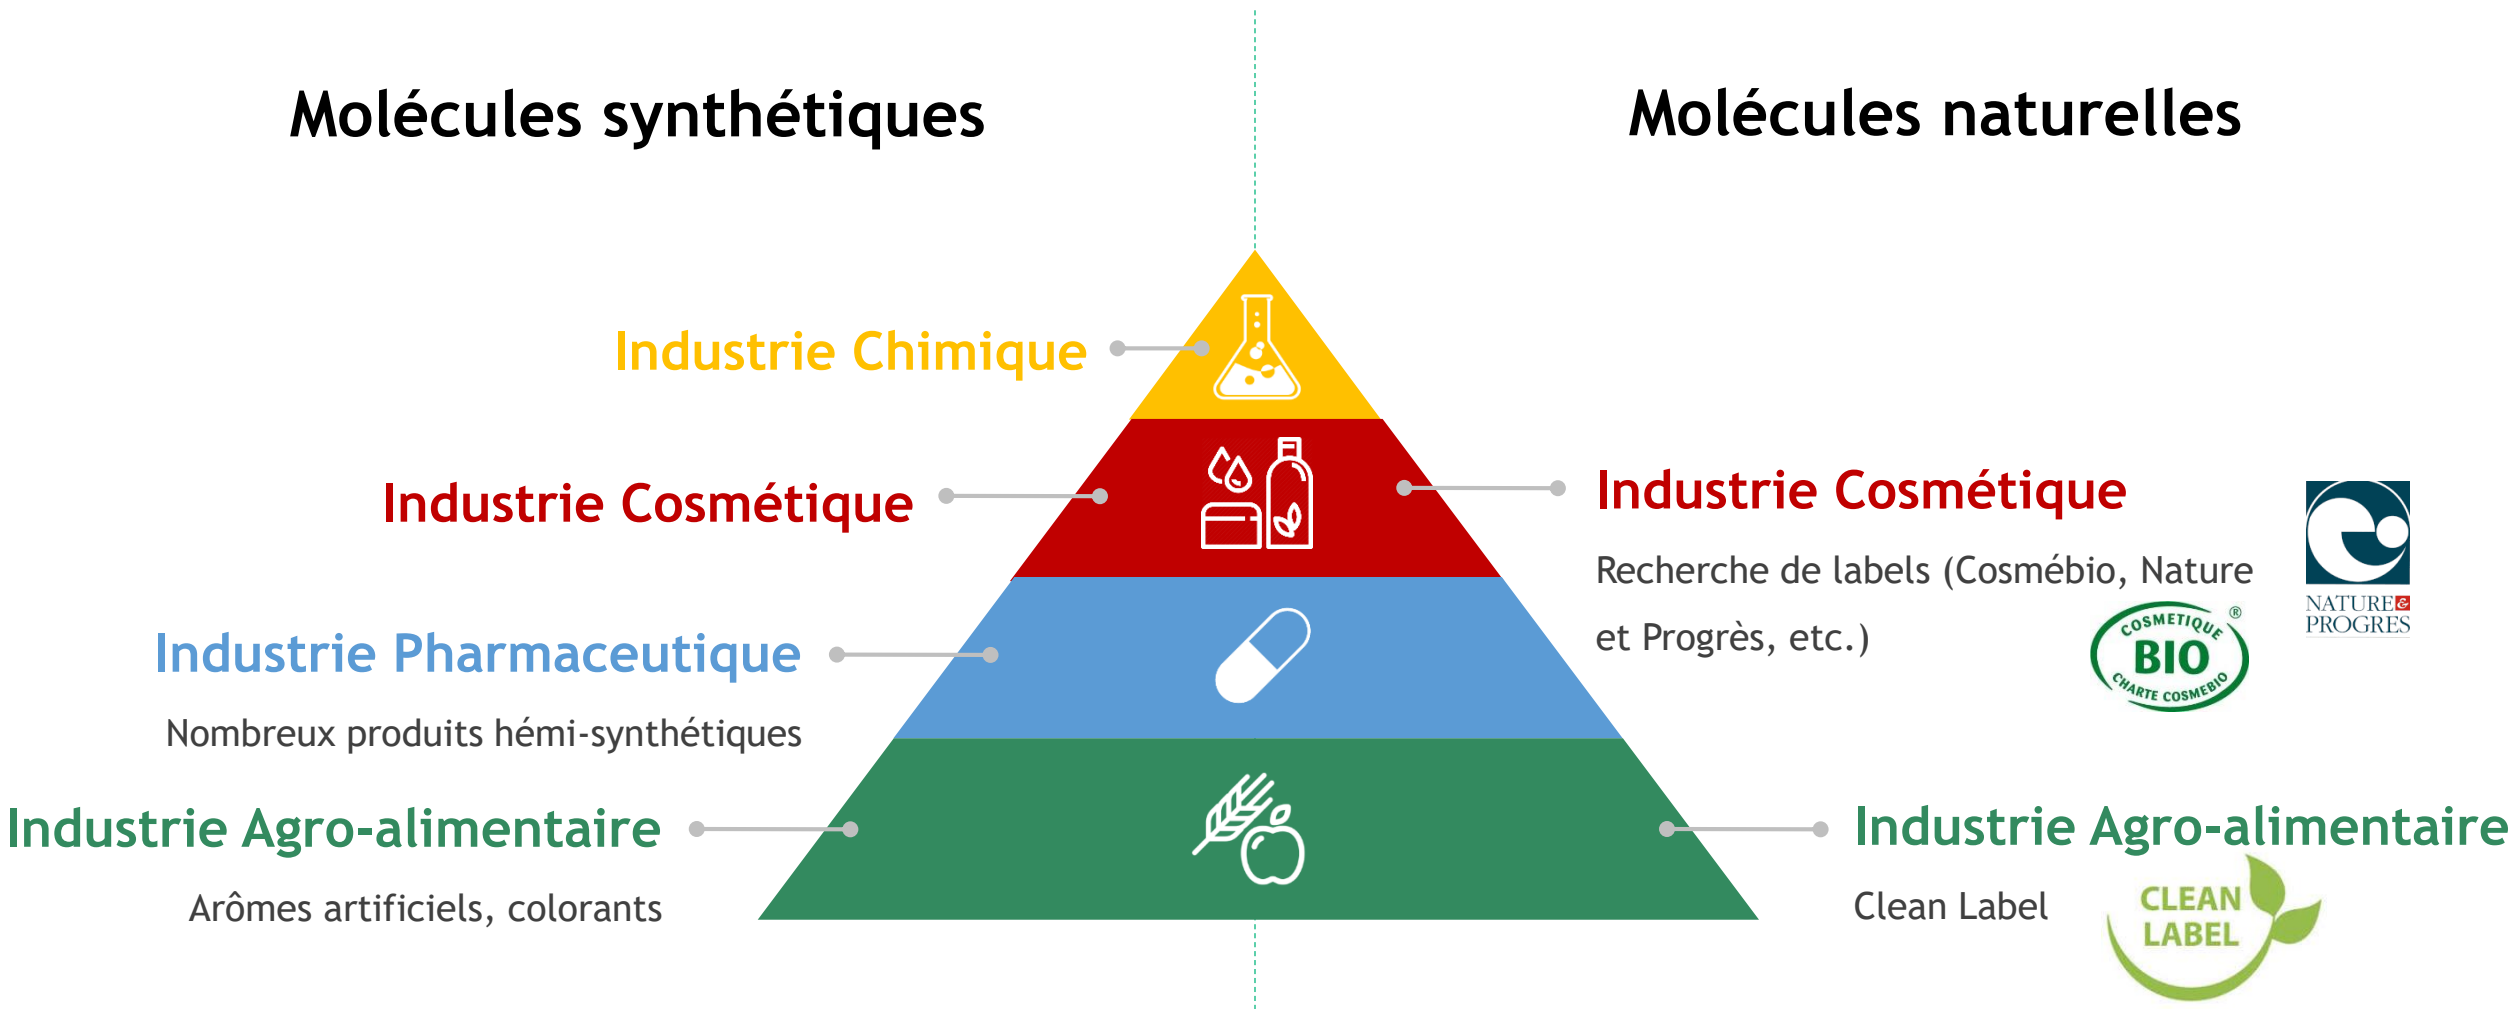 Molécules synthétiques
Molécules naturelles
Industrie Chimique
Industrie Cosmétique
Industrie Pharmaceutique
Nombreux produits hémi-synthétiques
Industrie Agro-alimentaire
Arômes artificiels, colorants
Industrie Cosmétique
Recherche de labels (Cosmébio, Nature
et Progrès, etc.)
NATURE &
PROGRES
COSMETIQUE ®
BIO
CHARTE COSMEBIO
Industrie Agro-alimentaire
Clean Label
CLEAN
LABEL